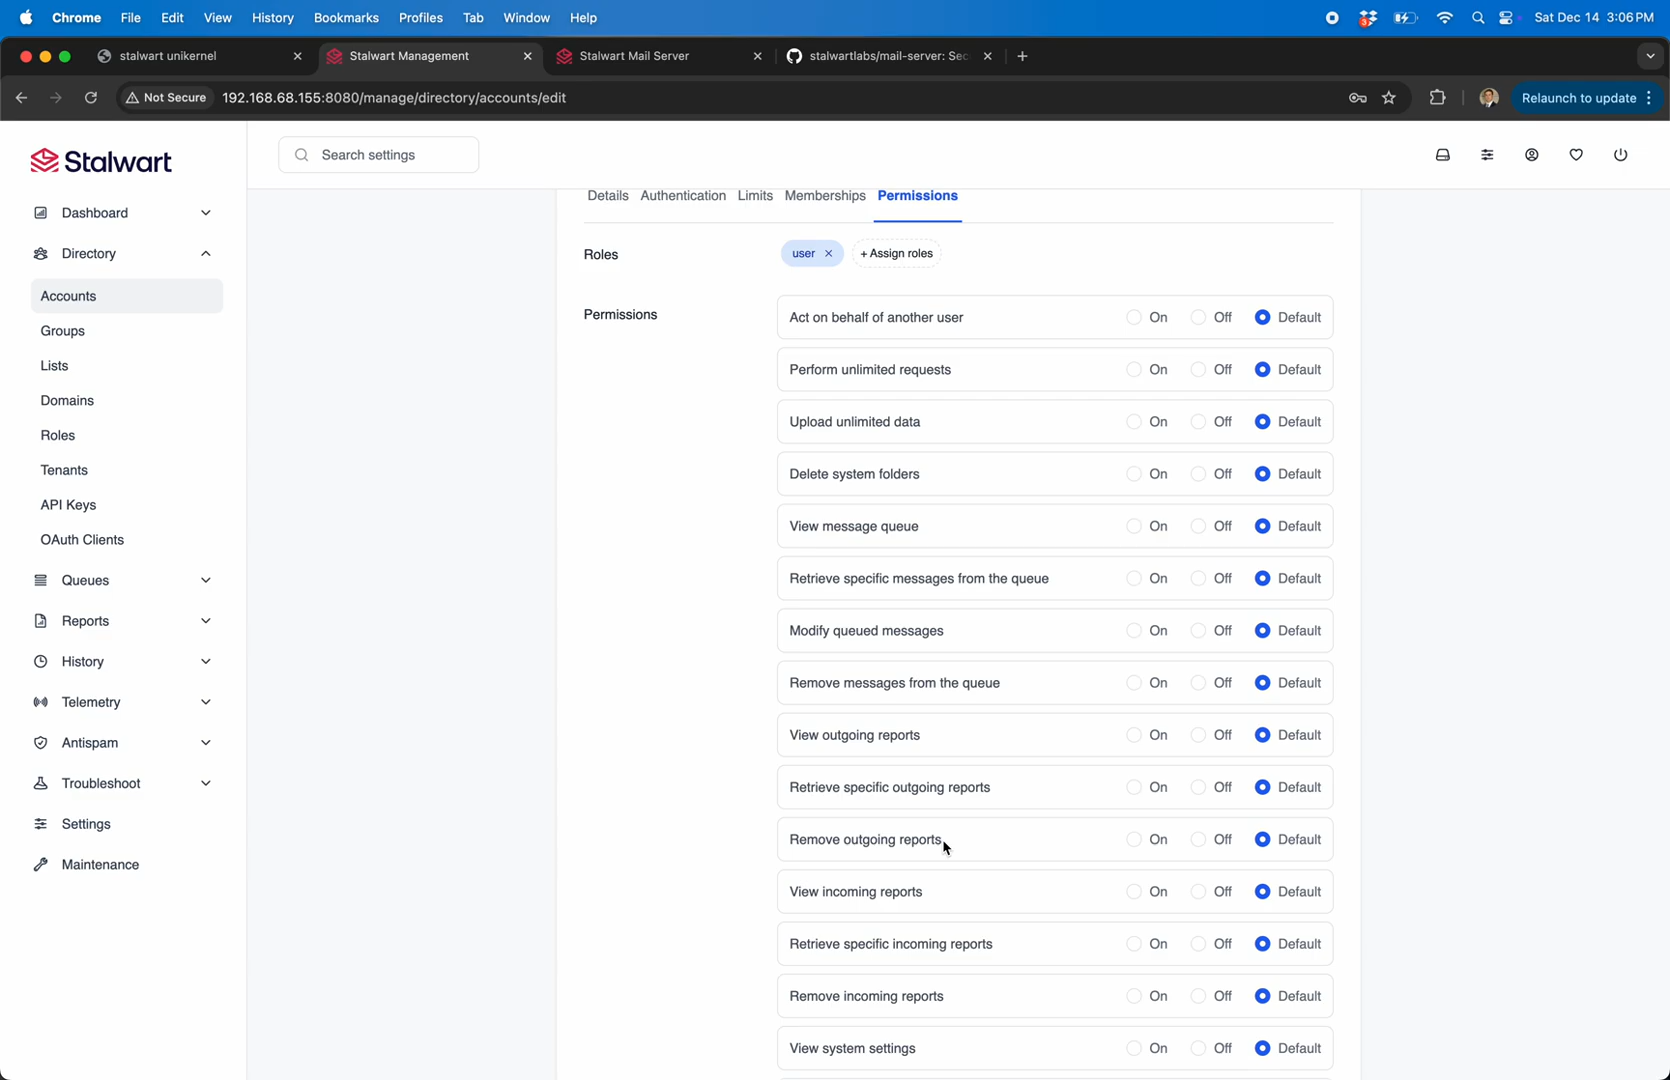 Chrome File Edit View History Bookmarks Profiles Tab Window Help
3
Sat Dec 14 3:06 PM
stalwart unikernel
Stalwart Management
Stalwart Mail Server
stalwartlabs/mail-server: Sec
Not Secure
192.168.68.155:8080/manage/directory/accounts/edit
Relaunch to update
Stalwart
Search settings
Dashboard
Directory
Accounts
Groups
Lists
Domains
Roles
Tenants
API Keys
OAuth Clients
Queues
Reports
History
Telemetry
Antispam
Troubleshoot
Settings
Maintenance
Details Authentication Limits Memberships Permissions
Roles
user × + Assign roles
Permissions
Act on behalf of another user On Off Default
Perform unlimited requests On Off Default
Upload unlimited data On Off Default
Delete system folders On Off Default
View message queue On Off Default
Retrieve specific messages from the queue On Off Default
Modify queued messages On Off Default
Remove messages from the queue On Off Default
View outgoing reports On Off Default
Retrieve specific outgoing reports On Off Default
Remove outgoing reports On Off Default
View incoming reports On Off Default
Retrieve specific incoming reports On Off Default
Remove incoming reports On Off Default
View system settings On Off Default